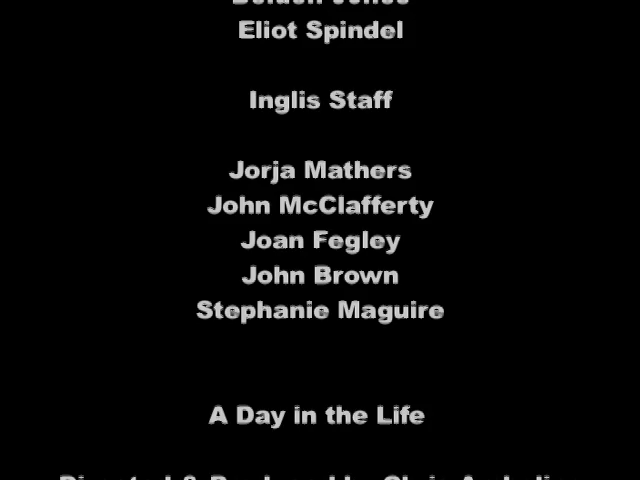 Eliot Spindel
Inglis Staff
Jorja Mathers
John McClafferty
Joan Fegley
John Brown
Stephanie Maguire
A Day in the Life